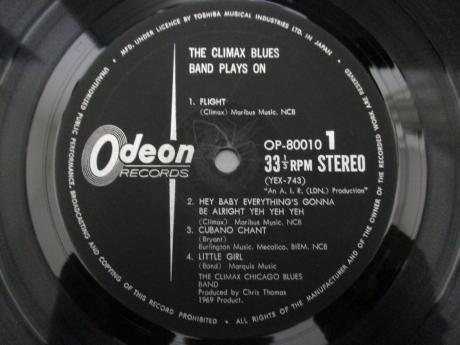 MFD. UNDER LICENCE BY TOSHIBA MUSICAL INDUSTRIES LTD. IN JAPAN
THE CLIMAX BLUES
BAND PLAYS ON
1. FLIGHT
(Climax) Maribus Music. NCB
Odeon
RECORDS
OP-80010 1
33 1/3 RPM STEREO
(YEX-743)
"An A. I. R. (LDN.) Production"
2. HEY BABY EVERYTHING'S GONNA
BE ALRIGHT YEH YEH YEH
(Climax) Maribus Music. NCB
3. CUBANO CHANT
(Bryant)
Burlington Music. Mecolico. BIEM. NCB
4. LITTLE GIRL
(Band) Marquis Music
THE CLIMAX CHICAGO BLUES
BAND
Produced by Chris Thomas
1969 Product.
UNAUTHORIZED PUBLIC PERFORMANCE, BROADCASTING AND COPYING OF THIS RECORD PROHIBITED • ALL RIGHTS OF THE MANUFACTURER AND OF THE OWNER OF THE RECORDED WORK ARE RESERVED